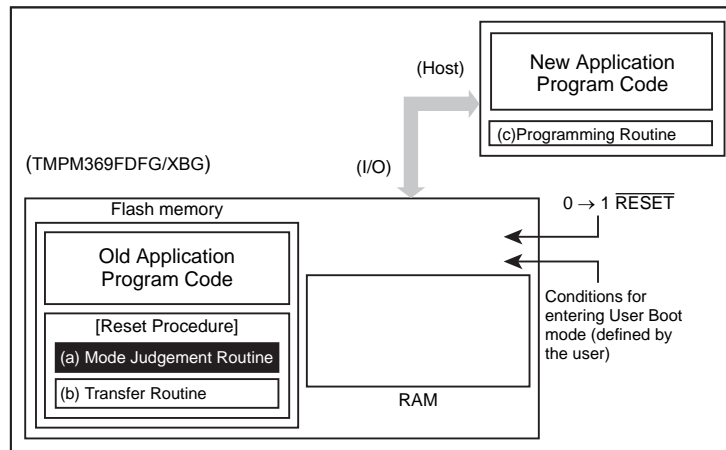 (Host)
New Application
Program Code
(c)Programming Routine
(TMPM369FDFG/XBG)
(I/O)
Flash memory
0 → 1 RESET
Old Application
Program Code
[Reset Procedure]
(a) Mode Judgement Routine
(b) Transfer Routine
RAM
Conditions for
entering User Boot
mode (defined by
the user)